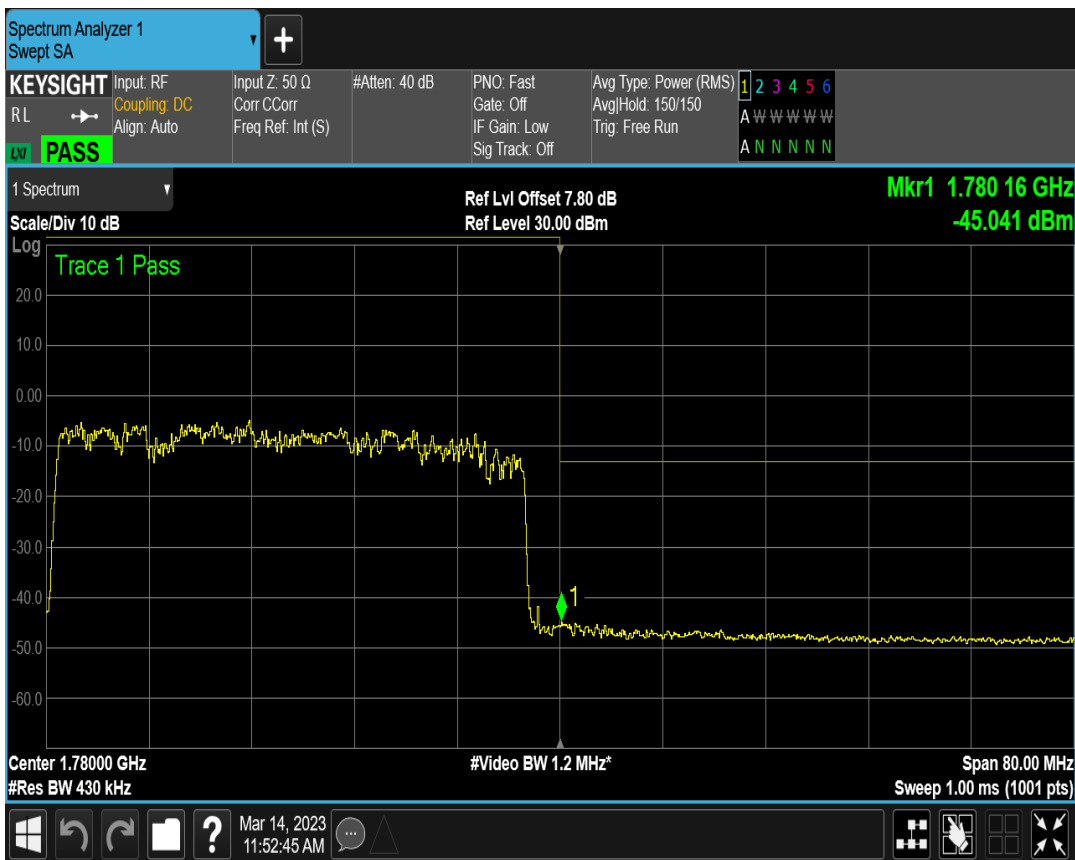 Spectrum Analyzer 1
Swept SA
+
KEYSIGHT
RL
LXI PASS
Input: RF
Coupling: DC
Align: Auto
Input Z: 50 Ω
Corr CCorr
Freq Ref: Int (S)
#Atten: 40 dB
PNO: Fast
Gate: Off
IF Gain: Low
Sig Track: Off
Avg Type: Power (RMS)
Avg|Hold: 150/150
Trig: Free Run
1 2 3 4 5 6
A W W W W W
A N N N N N
1 Spectrum
Scale/Div 10 dB
Ref Lvl Offset 7.80 dB
Ref Level 30.00 dBm
Mkr1 1.780 16 GHz
-45.041 dBm
Log
Trace 1 Pass
20.0
10.0
0.00
-10.0
-20.0
-30.0
-40.0
1
-50.0
-60.0
Center 1.78000 GHz
#Video BW 1.2 MHz*
Span 80.00 MHz
#Res BW 430 kHz
Sweep 1.00 ms (1001 pts)
?
Mar 14, 2023
11:52:45 AM